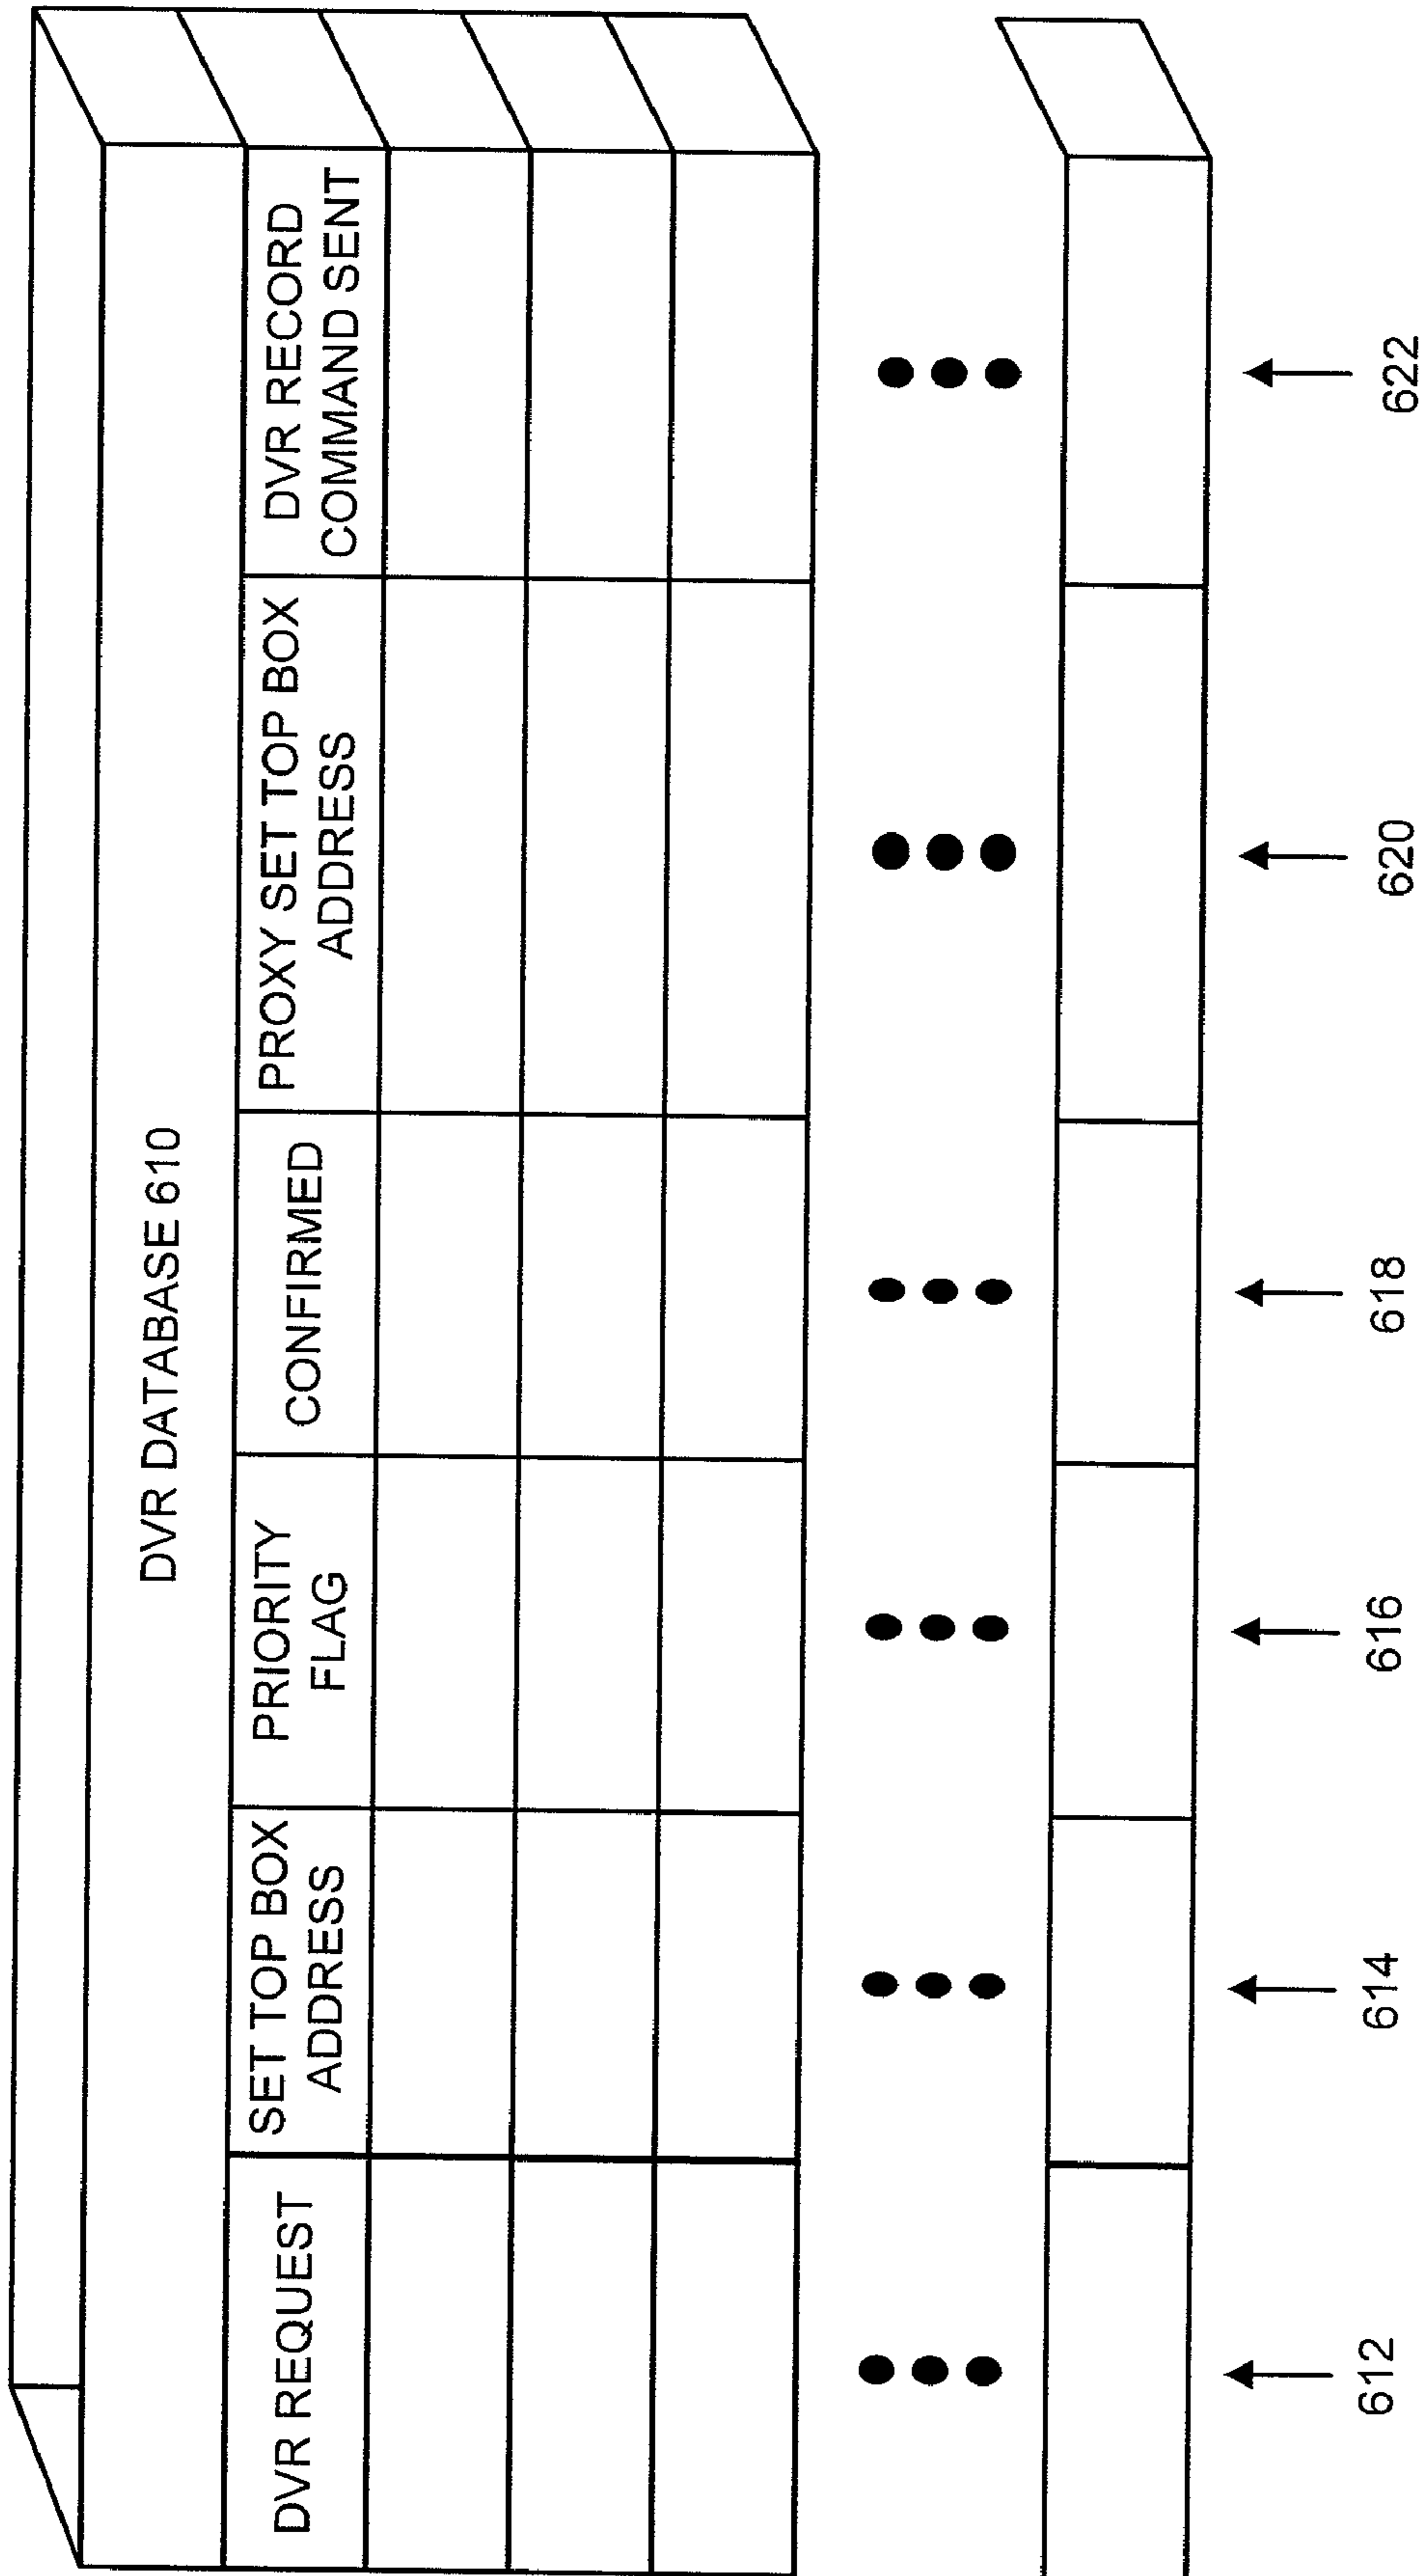 DVR DATABASE 610
DVR REQUEST
SET TOP BOX
ADDRESS
PRIORITY
FLAG
CONFIRMED
PROXY SET TOP BOX
ADDRESS
DVR RECORD
COMMAND SENT
612
614
616
618
620
622